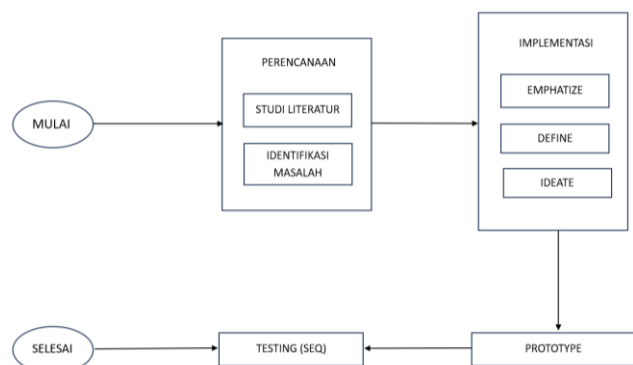 MULAI
PERENCANAAN
STUDI LITERATUR
IDENTIFIKASI
MASALAH
IMPLEMENTASI
EMPHATIZE
DEFINE
IDEATE
PROTOTYPE
TESTING (SEQ)
SELESAI